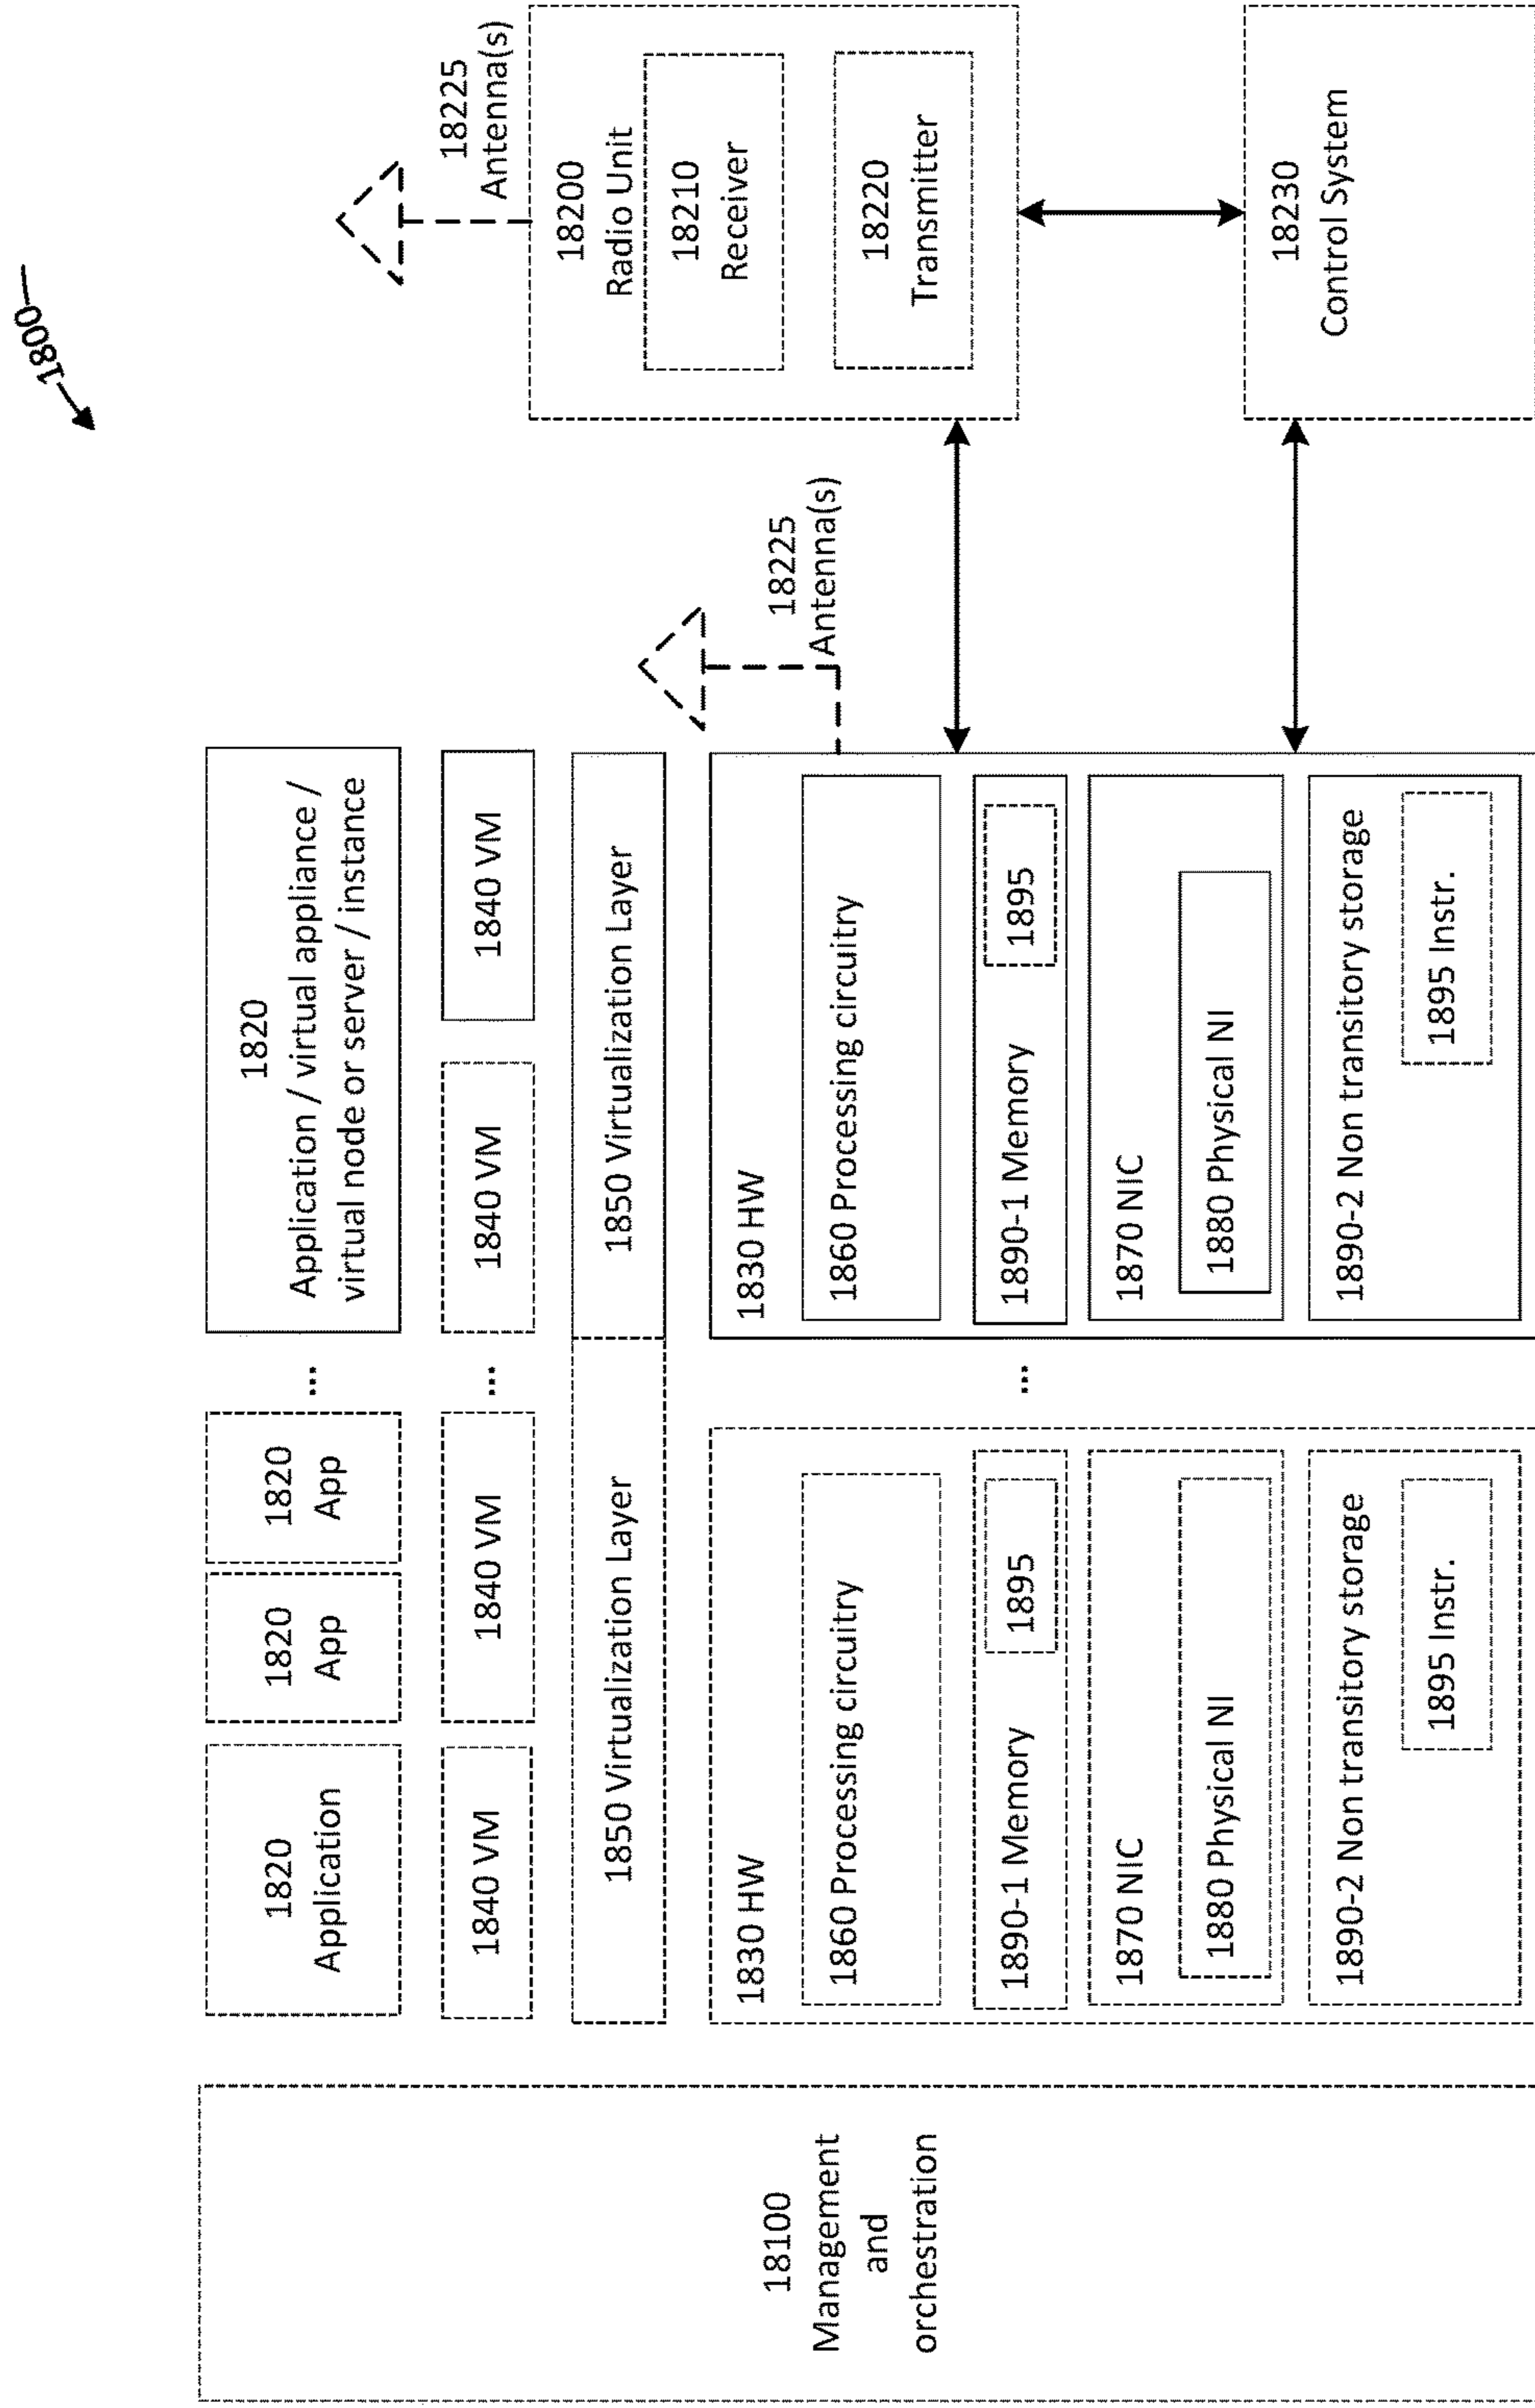 1800
18100
Management
and
orchestration
1820
Application
1820
App
1820
App
...
1820
Application / virtual appliance /
virtual node or server / instance
1840 VM
1840 VM
...
1840 VM
1840 VM
1850 Virtualization Layer
1850 Virtualization Layer
1830 HW
1860 Processing circuitry
1890-1 Memory
1895
1870 NIC
1880 Physical NI
1890-2 Non transitory storage
1895 Instr.
...
1830 HW
1860 Processing circuitry
1890-1 Memory
1895
1870 NIC
1880 Physical NI
1890-2 Non transitory storage
1895 Instr.
18225
Antenna(s)
18225
Antenna(s)
18200
Radio Unit
18210
Receiver
18220
Transmitter
18230
Control System